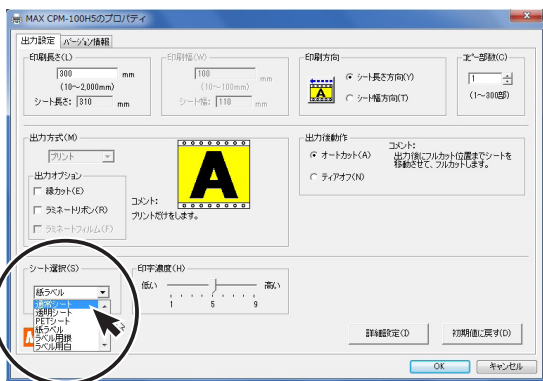 MAX CPM-100H5のプロパティ
出力設定 バージョン情報
印刷長さ(L)
300 mm
(10～2,000mm)
シート長さ: 310 mm
印刷幅(W)
100 mm
(10～100mm)
シート幅: 110 mm
印刷方向
A
シート長さ方向(Y)
シート幅方向(T)
コピー部数(C)
1
(1～300部)
出力方式(M)
プリント
出力オプション
縁カット(E)
ラミネートリボン(R)
ラミネートフィルム(F)
A
コメント:
プリントだけをします。
出力後動作
オートカット(A)
ティアオフ(N)
コメント:
出力後にフルカット位置までシートを
移動させて、フルカットします。
シート選択(S)
紙ラベル
通常シート
透明シート
PETシート
紙ラベル
ラベル用銀
ラベル用白
印字濃度(H)
低い 高い
1 5 9
詳細設定(I)
初期値に戻す(D)
OK
キャンセル